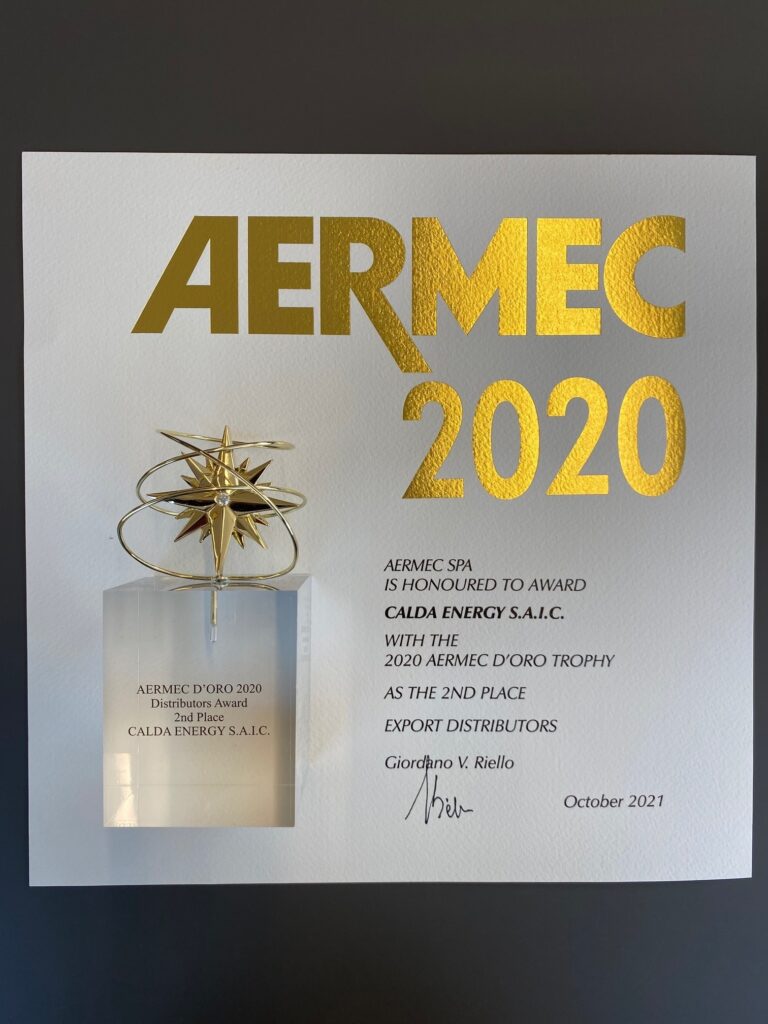 AERMEC
2020
AERMEC SPA
IS HONOURED TO AWARD
CALDA ENERGY S.A.I.C.
WITH THE
2020 AERMEC D'ORO TROPHY
AS THE 2ND PLACE
EXPORT DISTRIBUTORS
Giordano V. Riello
October 2021
AERMEC D'ORO 2020
Distributors Award
2nd Place
CALDA ENERGY S.A.I.C.